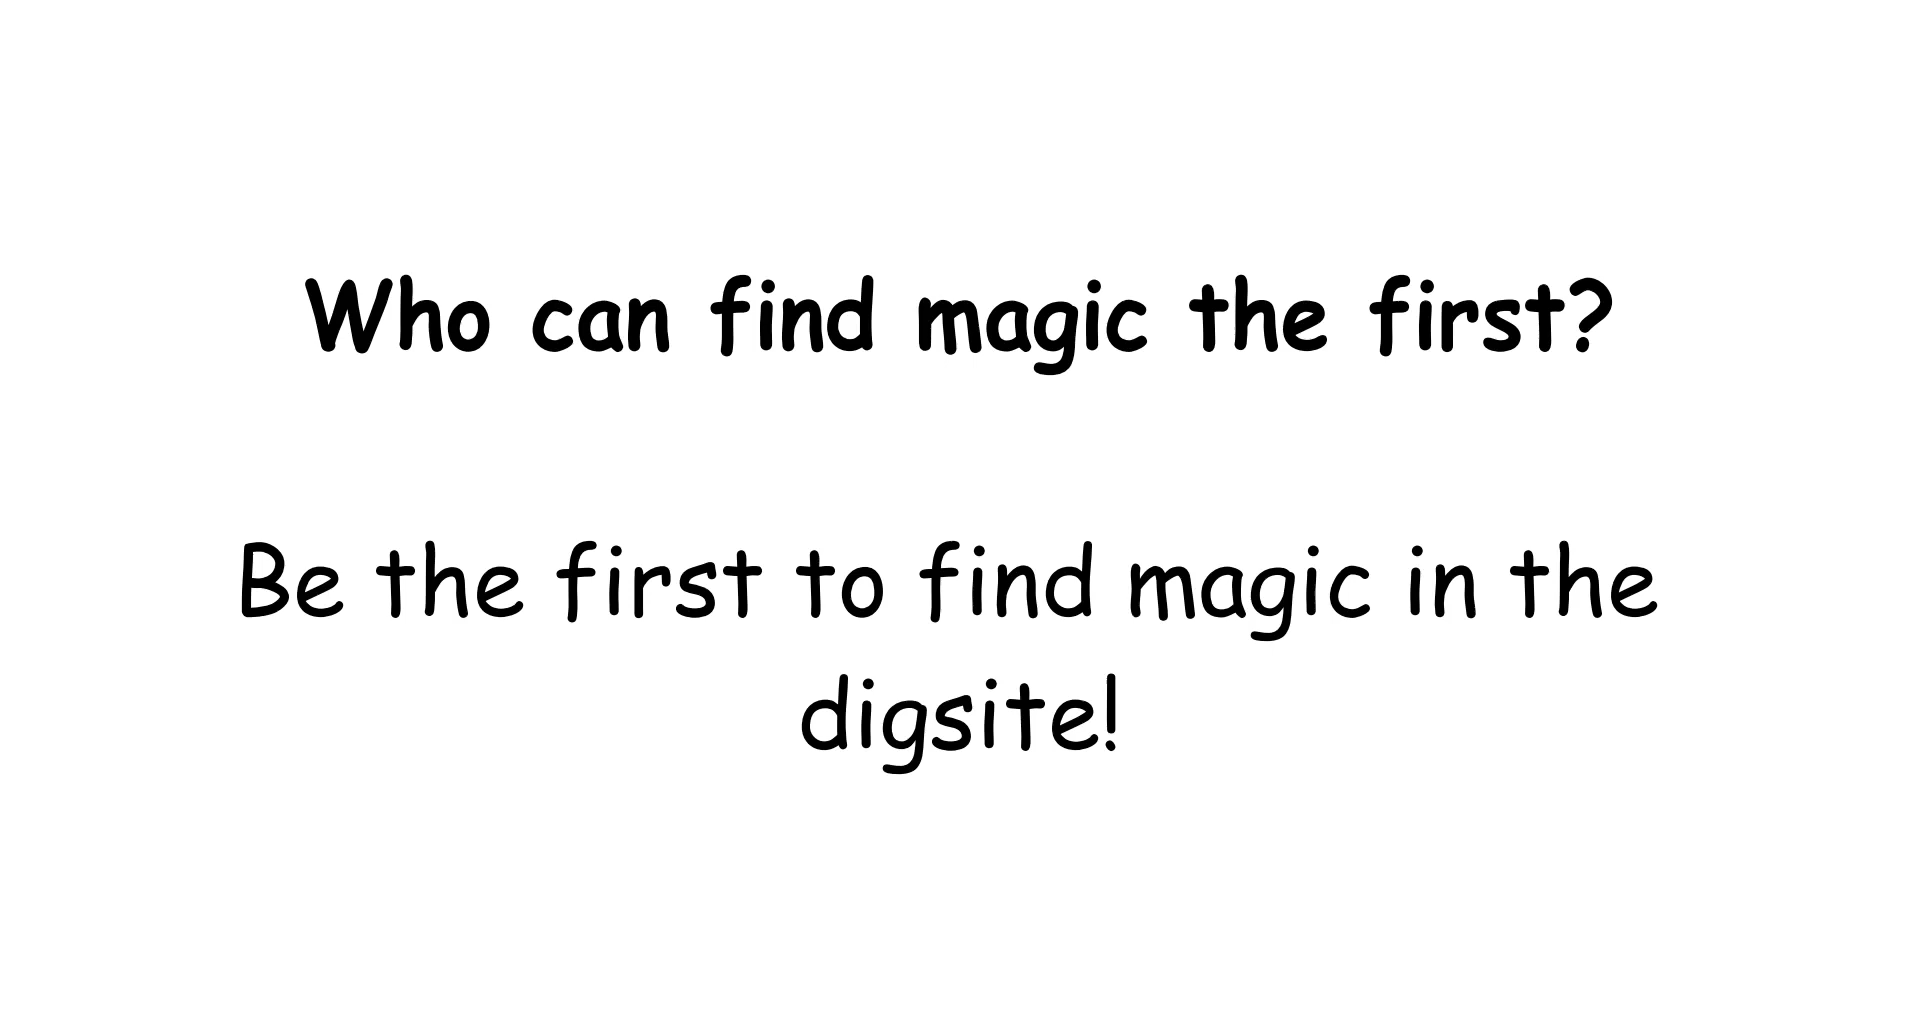 Who can find magic the first?
Be the first to find magic in the
digsite!